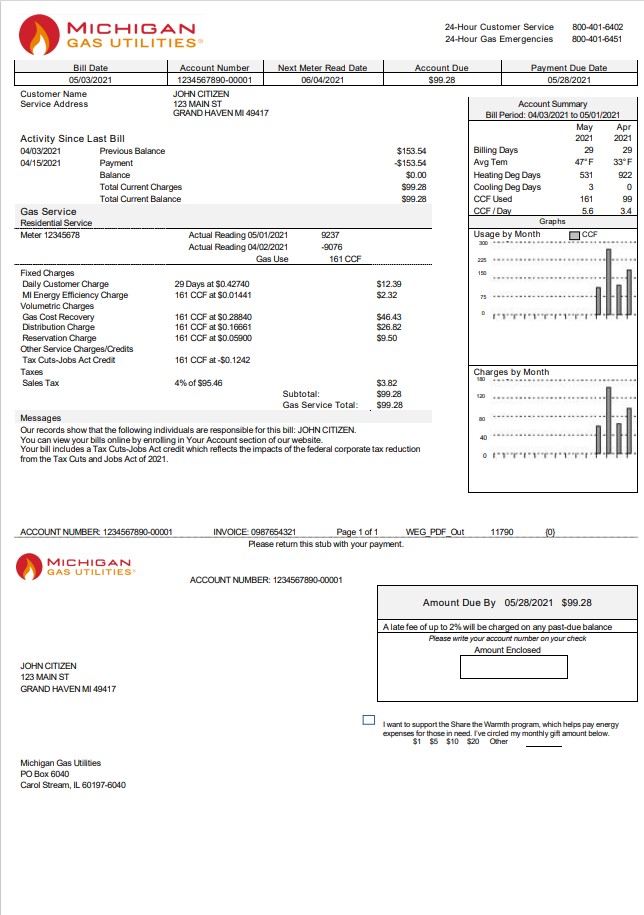 MICHIGAN
GAS UTILITIES®
24-Hour Customer Service 800-401-6402
24-Hour Gas Emergencies 800-401-6451
Bill Date Account Number Next Meter Read Date Account Due Payment Due Date
05/03/2021 1234567890-00001 06/04/2021 $99.28 05/28/2021
Customer Name JOHN CITIZEN
Service Address 123 MAIN ST
GRAND HAVEN MI 49417
Activity Since Last Bill
04/03/2021 Previous Balance $153.54
04/15/2021 Payment -$153.54
Balance $0.00
Total Current Charges $99.28
Total Current Balance $99.28
Gas Service
Residential Service
Meter 12345678 Actual Reading 05/01/2021 9237
Actual Reading 04/02/2021 -9076
Gas Use 161 CCF
Fixed Charges
Daily Customer Charge 29 Days at $0.42740 $12.39
MI Energy Efficiency Charge 161 CCF at $0.01441 $2.32
Volumetric Charges
Gas Cost Recovery 161 CCF at $0.28840 $46.43
Distribution Charge 161 CCF at $0.16661 $26.82
Reservation Charge 161 CCF at $0.05900 $9.50
Other Service Charges/Credits
Tax Cuts-Jobs Act Credit 161 CCF at -$0.1242
Taxes
Sales Tax 4% of $95.46 $3.82
Subtotal: $99.28
Gas Service Total: $99.28
Messages
Our records show that the following individuals are responsible for this bill: JOHN CITIZEN.
You can view your bills online by enrolling in Your Account section of our website.
Your bill includes a Tax Cuts-Jobs Act credit which reflects the impacts of the federal corporate tax reduction
from the Tax Cuts and Jobs Act of 2021.
Account Summary
Bill Period: 04/03/2021 to 05/01/2021
May Apr
2021 2021
Billing Days 29 29
Avg Tem 47°F 33°F
Heating Deg Days 531 922
Cooling Deg Days 3 0
CCF Used 161 99
CCF / Day 5.6 3.4
Graphs
Usage by Month CCF
300
225
150
75
0
Charges by Month
180
120
80
40
0
ACCOUNT NUMBER: 1234567890-00001 INVOICE: 0987654321 Page 1 of 1 WEG_PDF_Out 11790 {0}
Please return this stub with your payment.
MICHIGAN
GAS UTILITIES®
ACCOUNT NUMBER: 1234567890-00001
Amount Due By 05/28/2021 $99.28
A late fee of up to 2% will be charged on any past-due balance
Please write your account number on your check
Amount Enclosed
JOHN CITIZEN
123 MAIN ST
GRAND HAVEN MI 49417
I want to support the Share the Warmth program, which helps pay energy
expenses for those in need. I've circled my monthly gift amount below.
$1 $5 $10 $20 Other
Michigan Gas Utilities
PO Box 6040
Carol Stream, IL 60197-6040